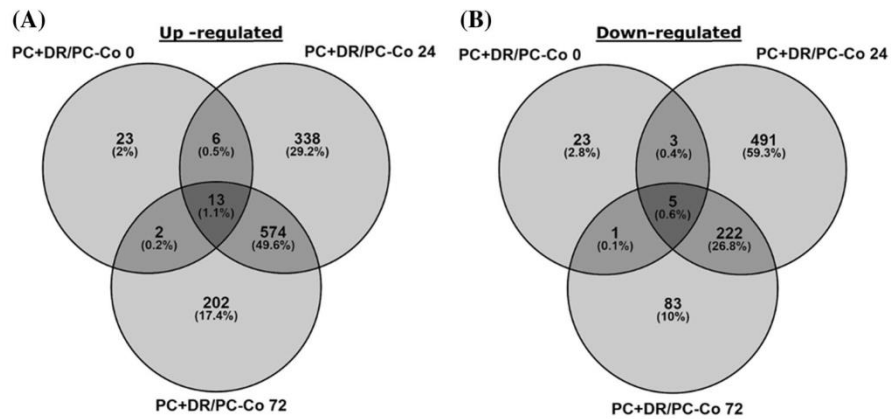 (A)
Up -regulated
PC+DR/PC-Co 0
PC+DR/PC-Co 24
23
(2%)
6
(0.5%)
338
(29.2%)
13
(1.1%)
2
(0.2%)
574
(49.6%)
202
(17.4%)
PC+DR/PC-Co 72
(B)
Down-regulated
PC+DR/PC-Co 0
PC+DR/PC-Co 24
23
(2.8%)
3
(0.4%)
491
(59.3%)
5
(0.6%)
1
(0.1%)
222
(26.8%)
83
(10%)
PC+DR/PC-Co 72